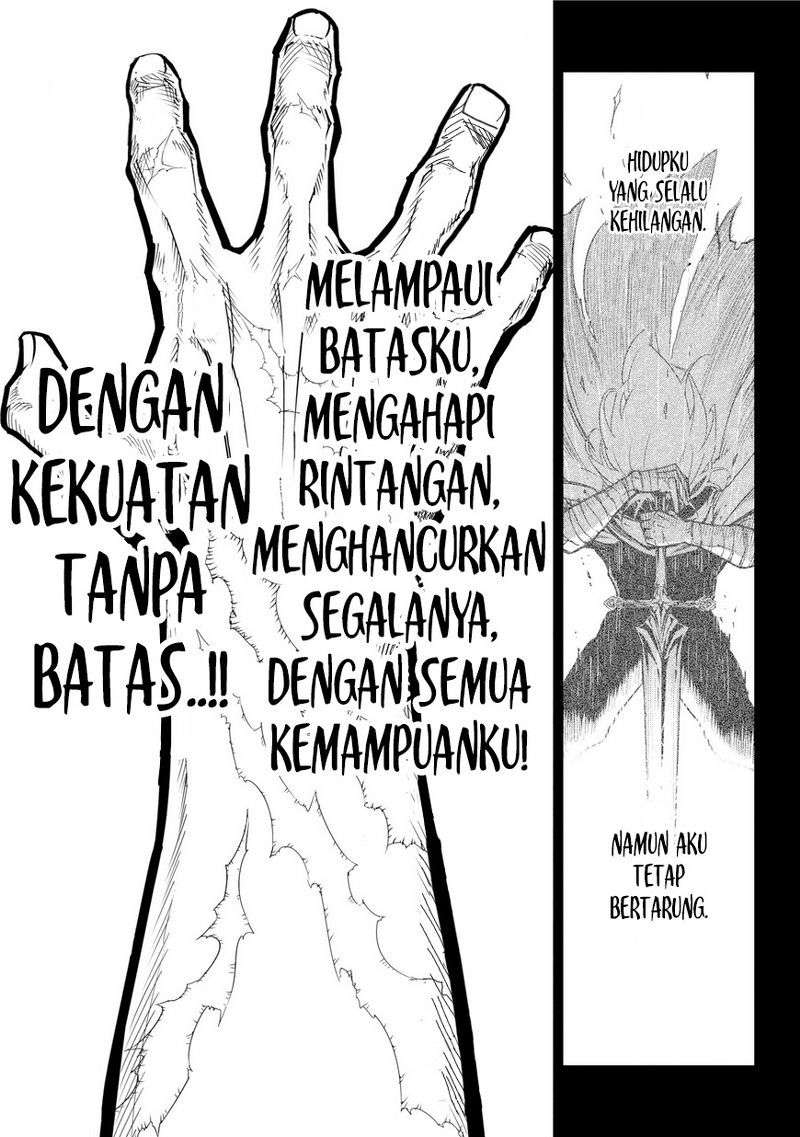 HIDUPKU
YANG SELALU
KEHILANGAN.
NAMUN AKU
TETAP
BERTARUNG.
MELAMPAUI
BATASKU,
MENGAHAPI
RINTANGAN,
MENGHANCURKAN
SEGALANYA,
DENGAN SEMUA
KEMAMPUANKU!
DENGAN
KEKUATAN
TANPA
BATAS..!!